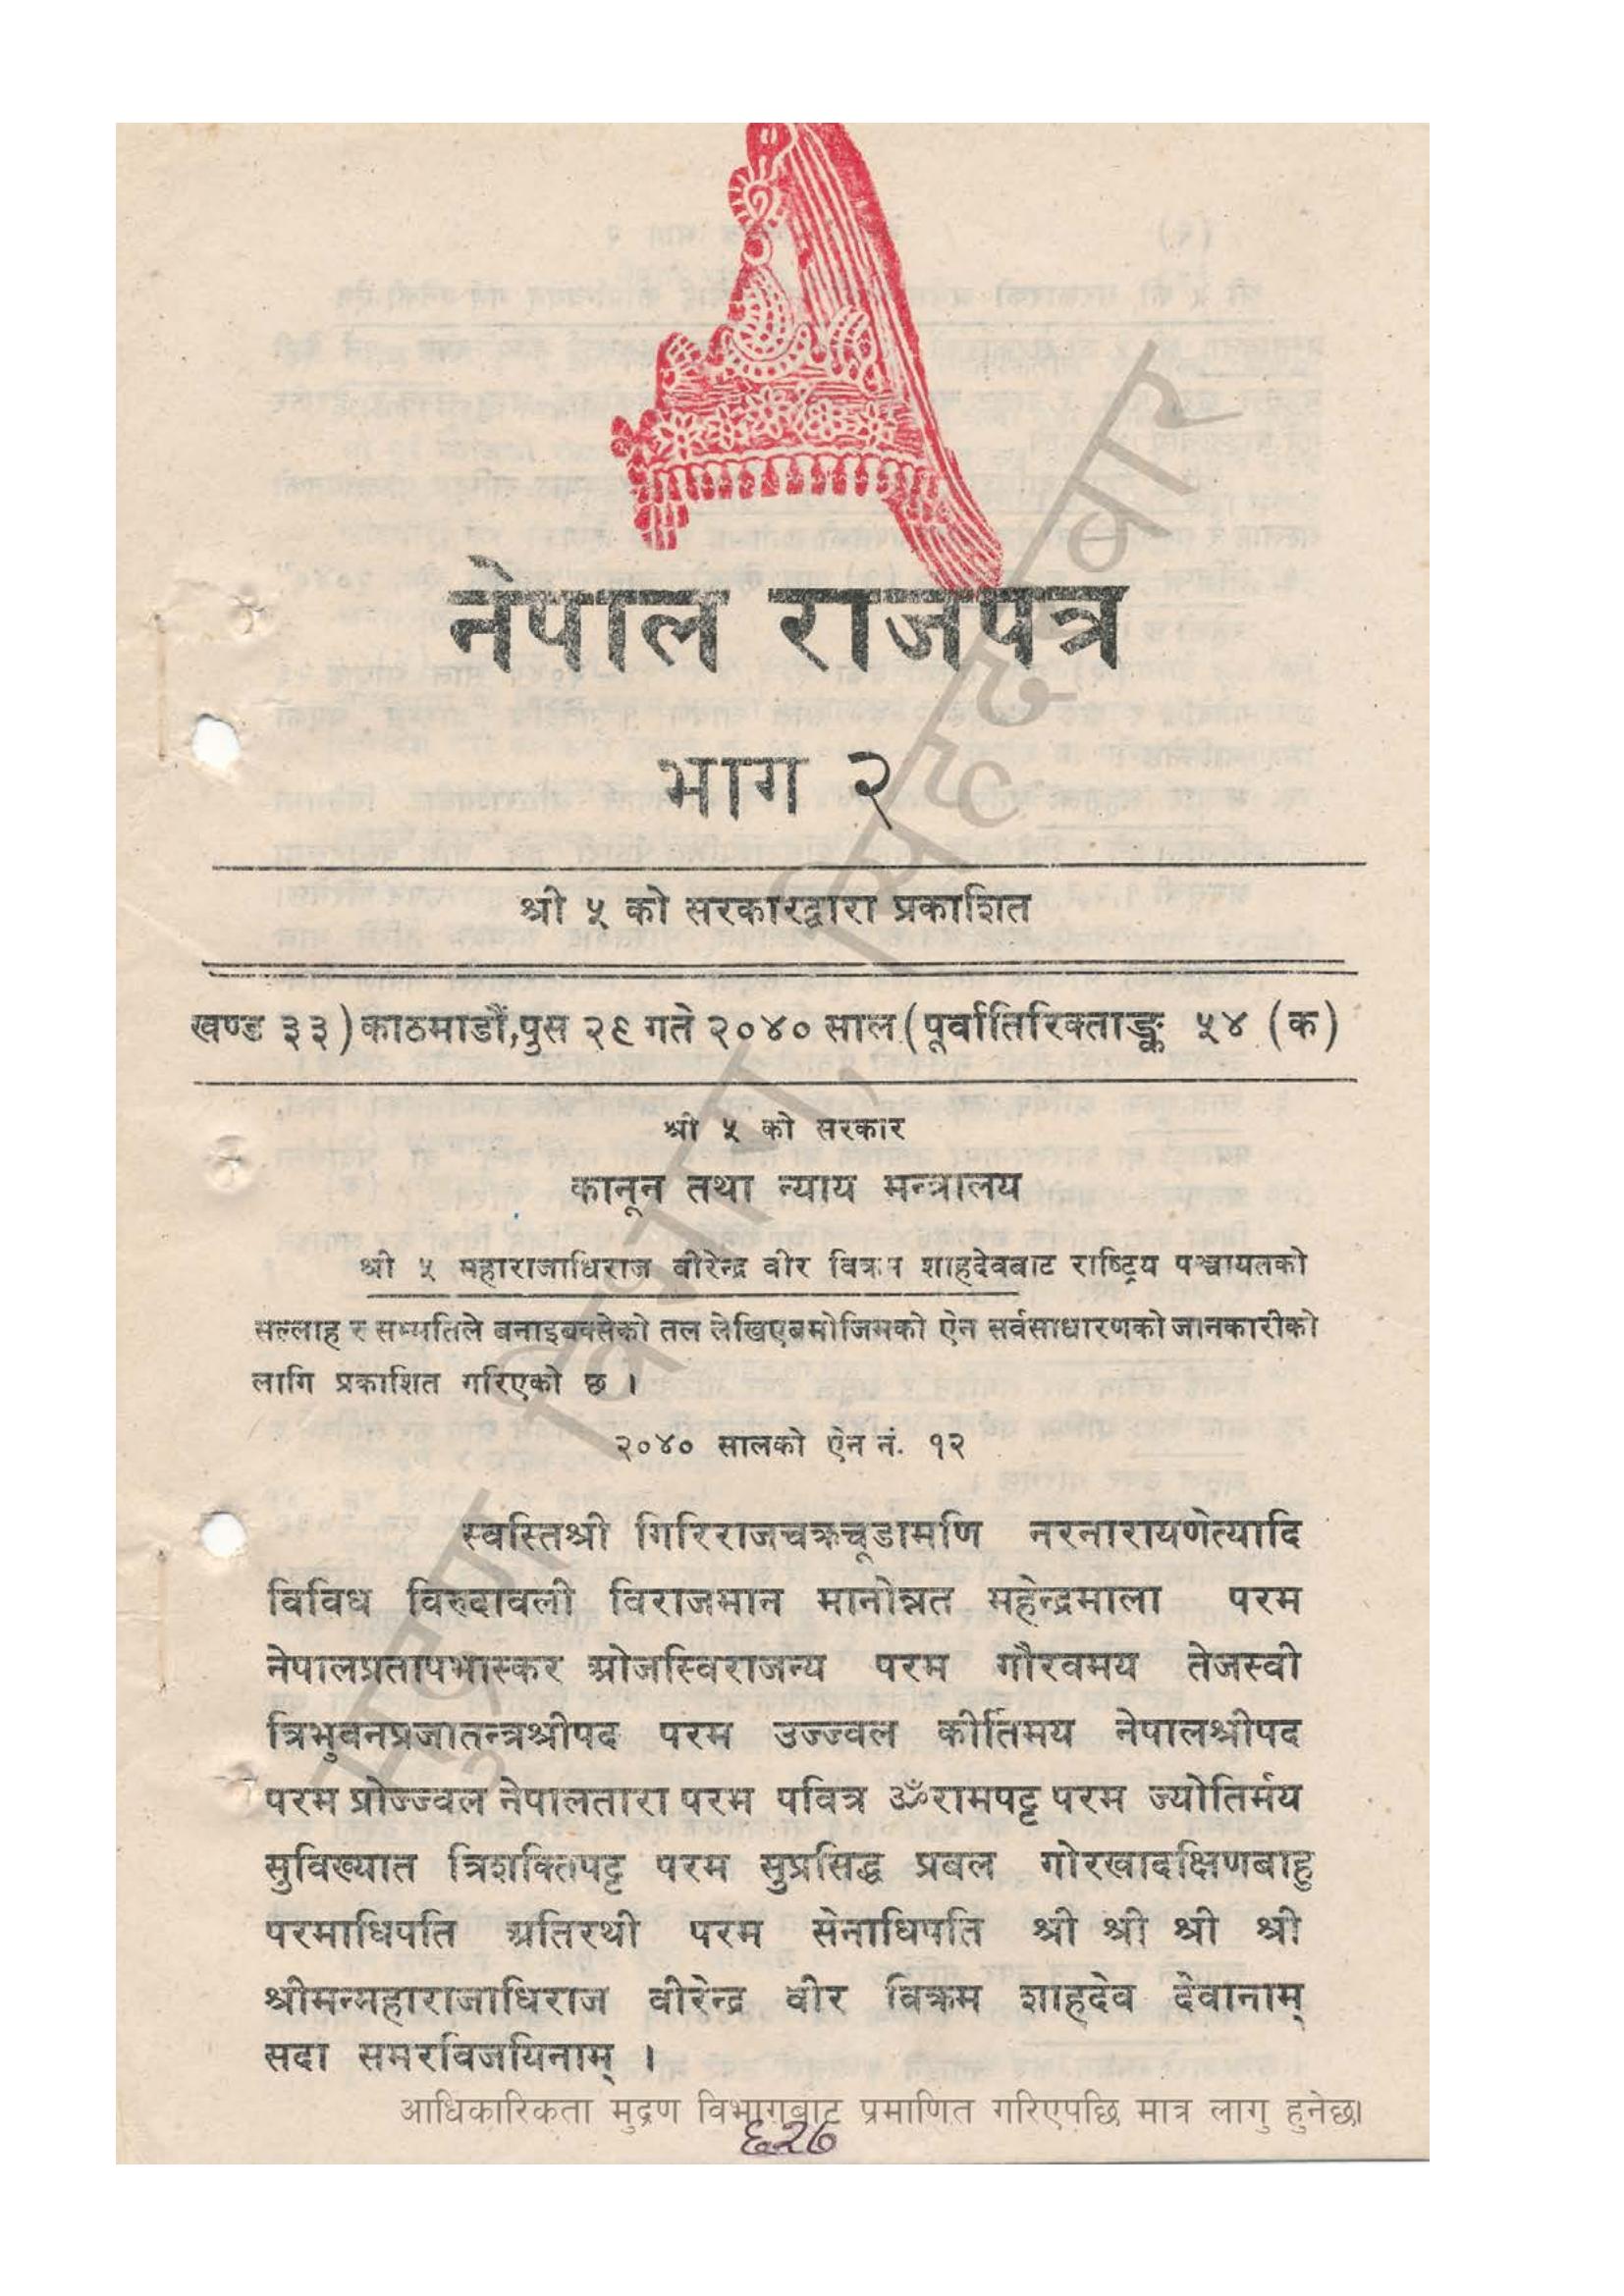 नेपाल राजपत्र
भाग २
श्री ५ को सरकारद्वारा प्रकाशित
खण्ड ३३) काठमाडौं,पुस २९ गते २०४० साल (पूर्वातिरिक्ताङ्क ५४ (क)
श्री ५ को सरकार
कानून तथा न्याय मन्त्रालय
श्री ५ महाराजाधिराज वीरेन्द्र वीर विक्रम शाहदेवबाट राष्ट्रिय पञ्चायतको
सल्लाह र सम्मतिले बनाइबक्सेको तल लेखिएबमोजिमको ऐन सर्वसाधारणको जानकारीको
लागि प्रकाशित गरिएको छ ।
२०४० सालको ऐन नं. १२
स्वस्तिश्री गिरिराजचक्रचूडामणि नरनारायणेत्यादि
विविध विरुदावली विराजमान मानोन्नत महेन्द्रमाला परम
नेपालप्रतापभास्कर ओजस्विराजन्य परम गौरवमय तेजस्वी
त्रिभुवनप्रजातन्त्रश्रीपद परम उज्ज्वल कीर्तिमय नेपालश्रीपद
परम प्रोज्ज्वल नेपालतारा परम पवित्र ॐरामपट्ट परम ज्योतिर्मय
सुविख्यात त्रिशक्तिपट्ट परम सुप्रसिद्ध प्रबल गोरखादक्षिणबाहु
परमाधिपति अतिरथी परम सेनाधिपति श्री श्री श्री श्री
श्रीमन्महाराजाधिराज वीरेन्द्र वीर विक्रम शाहदेव देवानाम्
सदा समरविजयिनाम् ।
आधिकारिकता मुद्रण विभागबाट प्रमाणित गरिएपछि मात्र लागु हुनेछ।
६२७
मुद्रण विभाग, सिंहदरवार